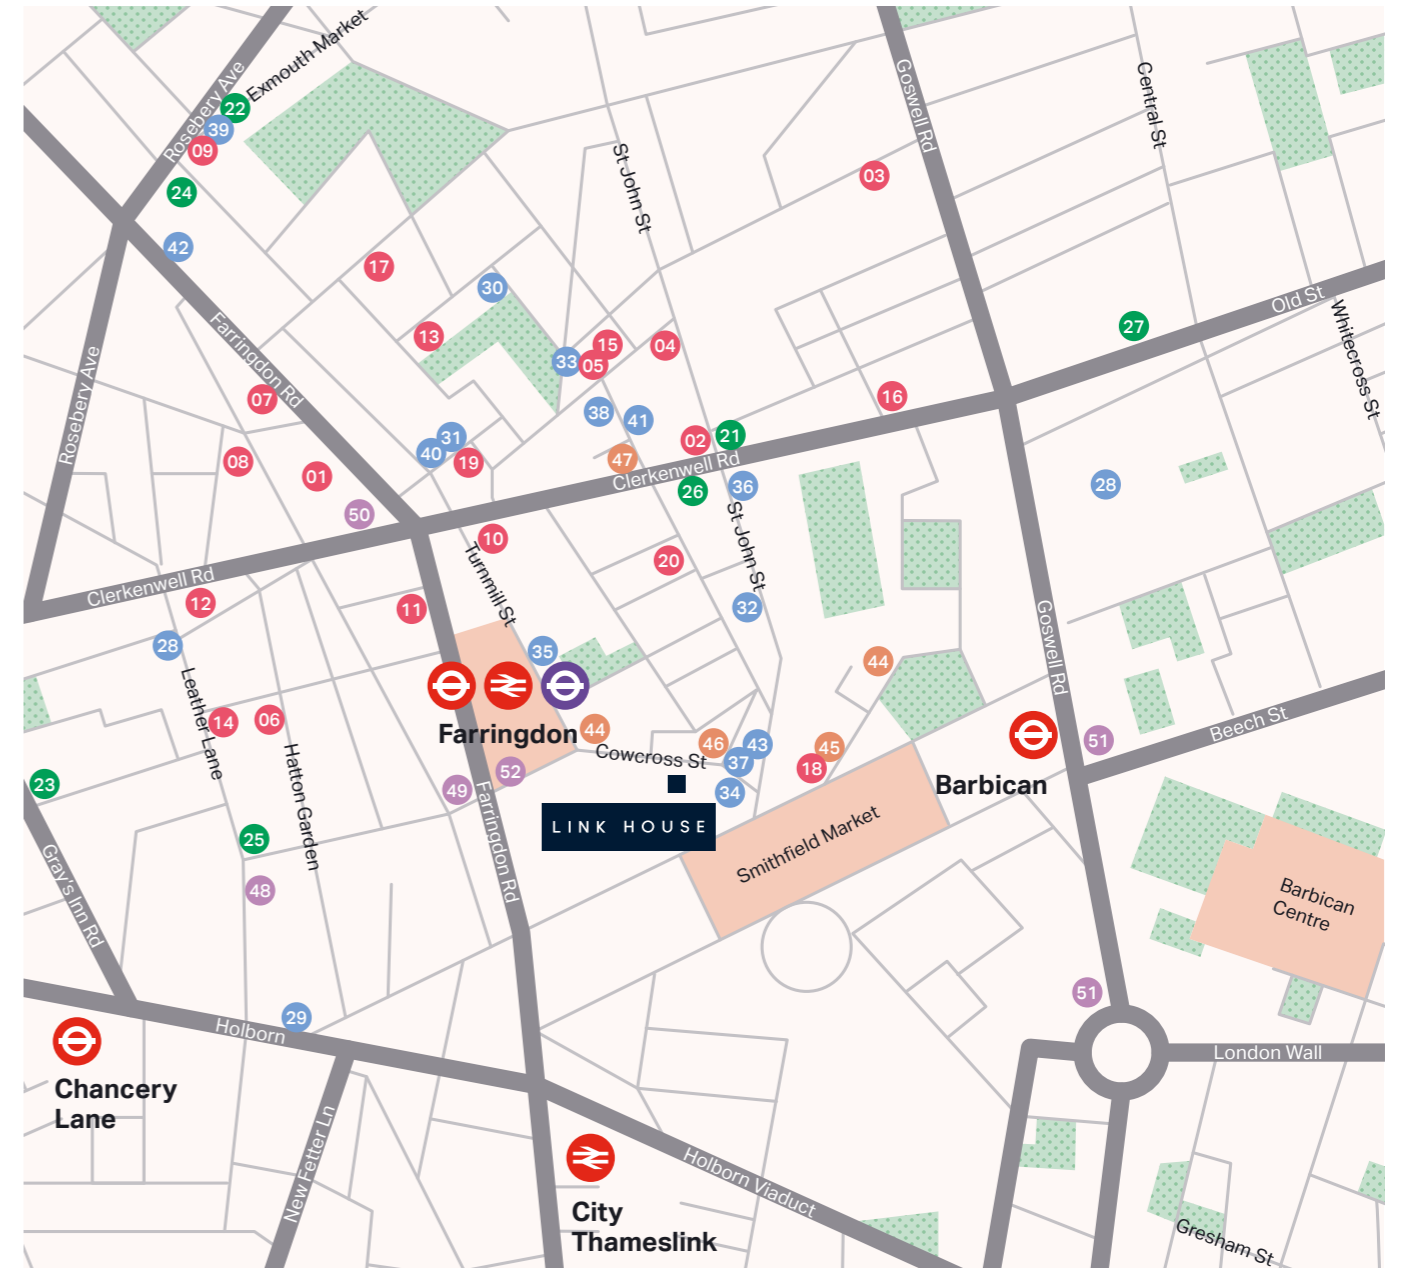 Exmouth Market
Rosebery Ave
22
39
09
24
42
Goswell Rd
Central St
St John St
03
17
30
13
Farringdon Rd
Rosebery Ave
27
Old St
Whitecross St
15
33
05
04
07
16
38
41
31
40
19
02
21
47
Clerkenwell Rd
08
01
26
36
28
50
St John St
10
Turnmill St
20
Clerkenwell Rd
12
11
32
Goswell Rd
28
35
44
Leather Lane
14
06
Farringdon
44
Cowcross St
46
43
37
45
18
34
Barbican
51
Beech St
Hatton Garden
23
49
52
Farringdon Rd
LINK HOUSE
Smithfield Market
25
48
Gray's Inn Rd
Barbican
Centre
51
29
Holborn
Chancery
Lane
London Wall
New Fetter Ln
City
Thameslink
Holborn Viaduct
Gresham St